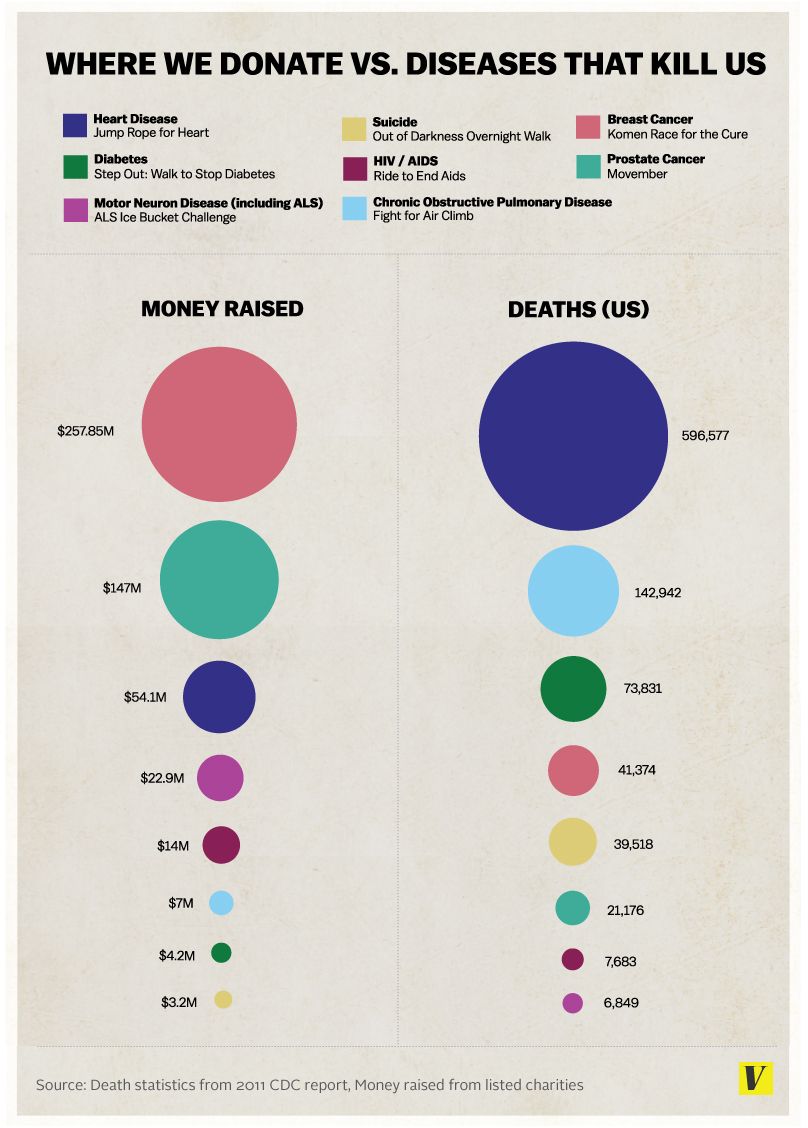 WHERE WE DONATE VS. DISEASES THAT KILL US
Heart Disease
Jump Rope for Heart
Suicide
Out of Darkness Overnight Walk
Breast Cancer
Komen Race for the Cure
Diabetes
Step Out: Walk to Stop Diabetes
HIV / AIDS
Ride to End Aids
Prostate Cancer
Movember
Motor Neuron Disease (including ALS)
ALS Ice Bucket Challenge
Chronic Obstructive Pulmonary Disease
Fight for Air Climb
MONEY RAISED
$257.85M
$147M
$54.1M
$22.9M
$14M
$7M
$4.2M
$3.2M
DEATHS (US)
596,577
142,942
73,831
41,374
39,518
21,176
7,683
6,849
Source: Death statistics from 2011 CDC report, Money raised from listed charities
V